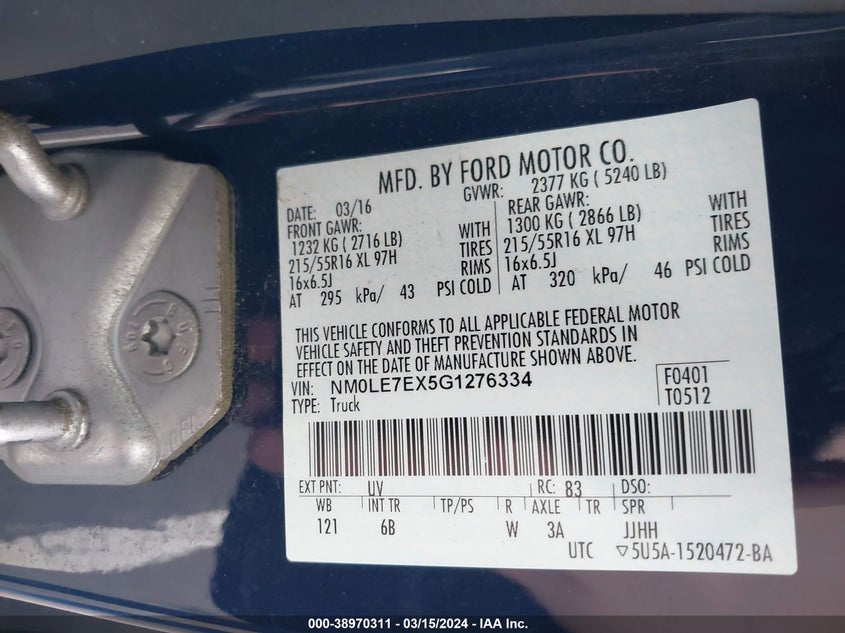 MFD. BY FORD MOTOR CO.
DATE: 03/16 GVWR: 2377 KG ( 5240 LB)
FRONT GAWR: REAR GAWR:
1232 KG ( 2716 LB) WITH 1300 KG ( 2866 LB) WITH
215/55R16 XL 97H TIRES 215/55R16 XL 97H TIRES
16x6.5J RIMS 16x6.5J RIMS
AT 295 kPa/ 43 PSI COLD AT 320 kPa/ 46 PSI COLD
THIS VEHICLE CONFORMS TO ALL APPLICABLE FEDERAL MOTOR
VEHICLE SAFETY AND THEFT PREVENTION STANDARDS IN
EFFECT ON THE DATE OF MANUFACTURE SHOWN ABOVE.
VIN: NM0LE7EX5G1276334 F0401
TYPE: Truck T0512
EXT PNT: UV RC: 83 DSO:
WB INT TR TP/PS R AXLE TR SPR
121 6B W 3A JJHH
UTC ▽5U5A-1520472-BA
000-38970311 - 03/15/2024 - IAA Inc.